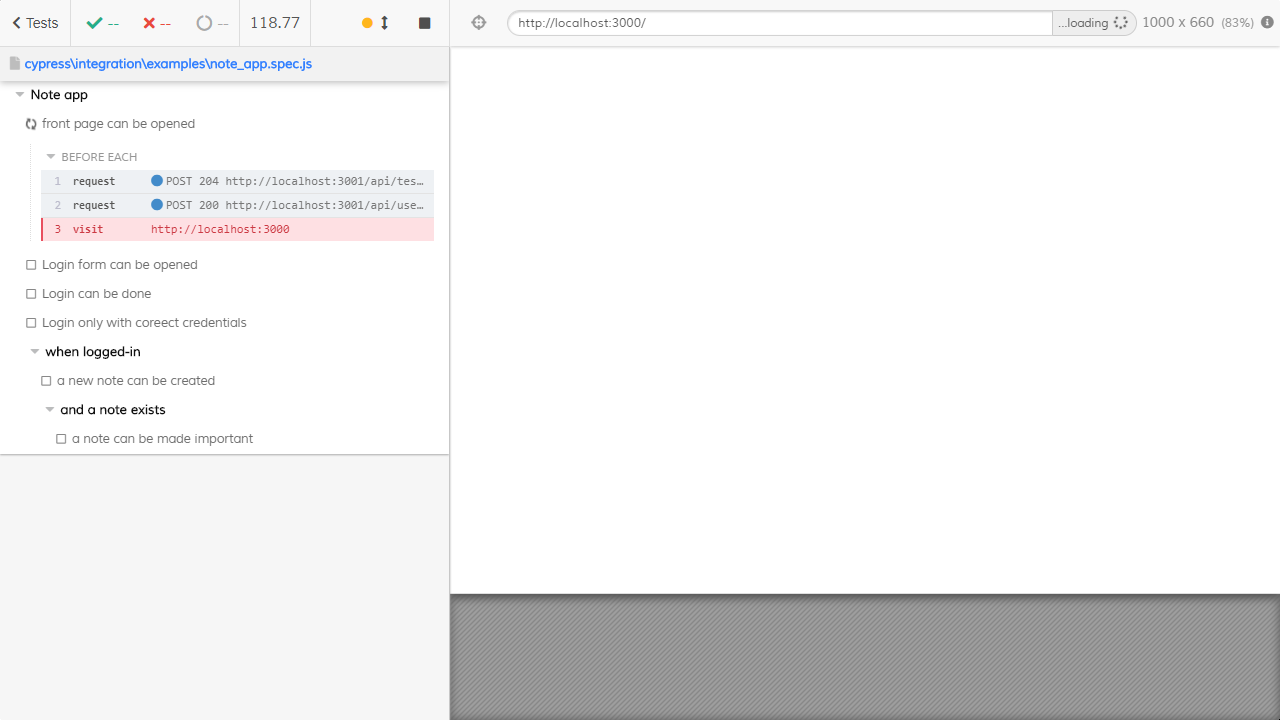 Tests -- -- -- 118.77
http://localhost:3000/ ...loading 1000 x 660 (83%)
cypress\integration\examples\note_app.spec.js
Note app
front page can be opened
BEFORE EACH
1 request POST 204 http://localhost:3001/api/tes…
2 request POST 200 http://localhost:3001/api/use…
3 visit http://localhost:3000
Login form can be opened
Login can be done
Login only with coreect credentials
when logged-in
a new note can be created
and a note exists
a note can be made important